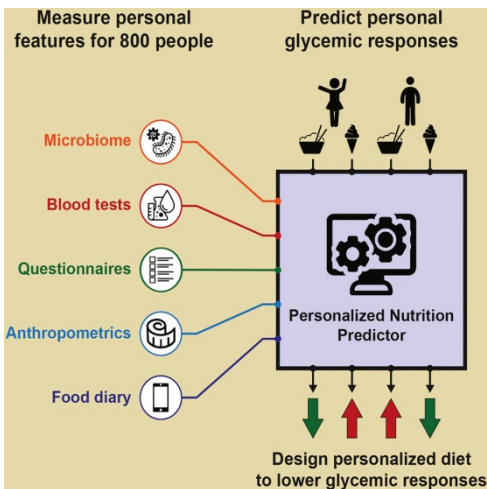 Measure personal
features for 800 people
Predict personal
glycemic responses
Microbiome
Blood tests
Questionnaires
Anthropometrics
Food diary
Personalized Nutrition
Predictor
Design personalized diet
to lower glycemic responses